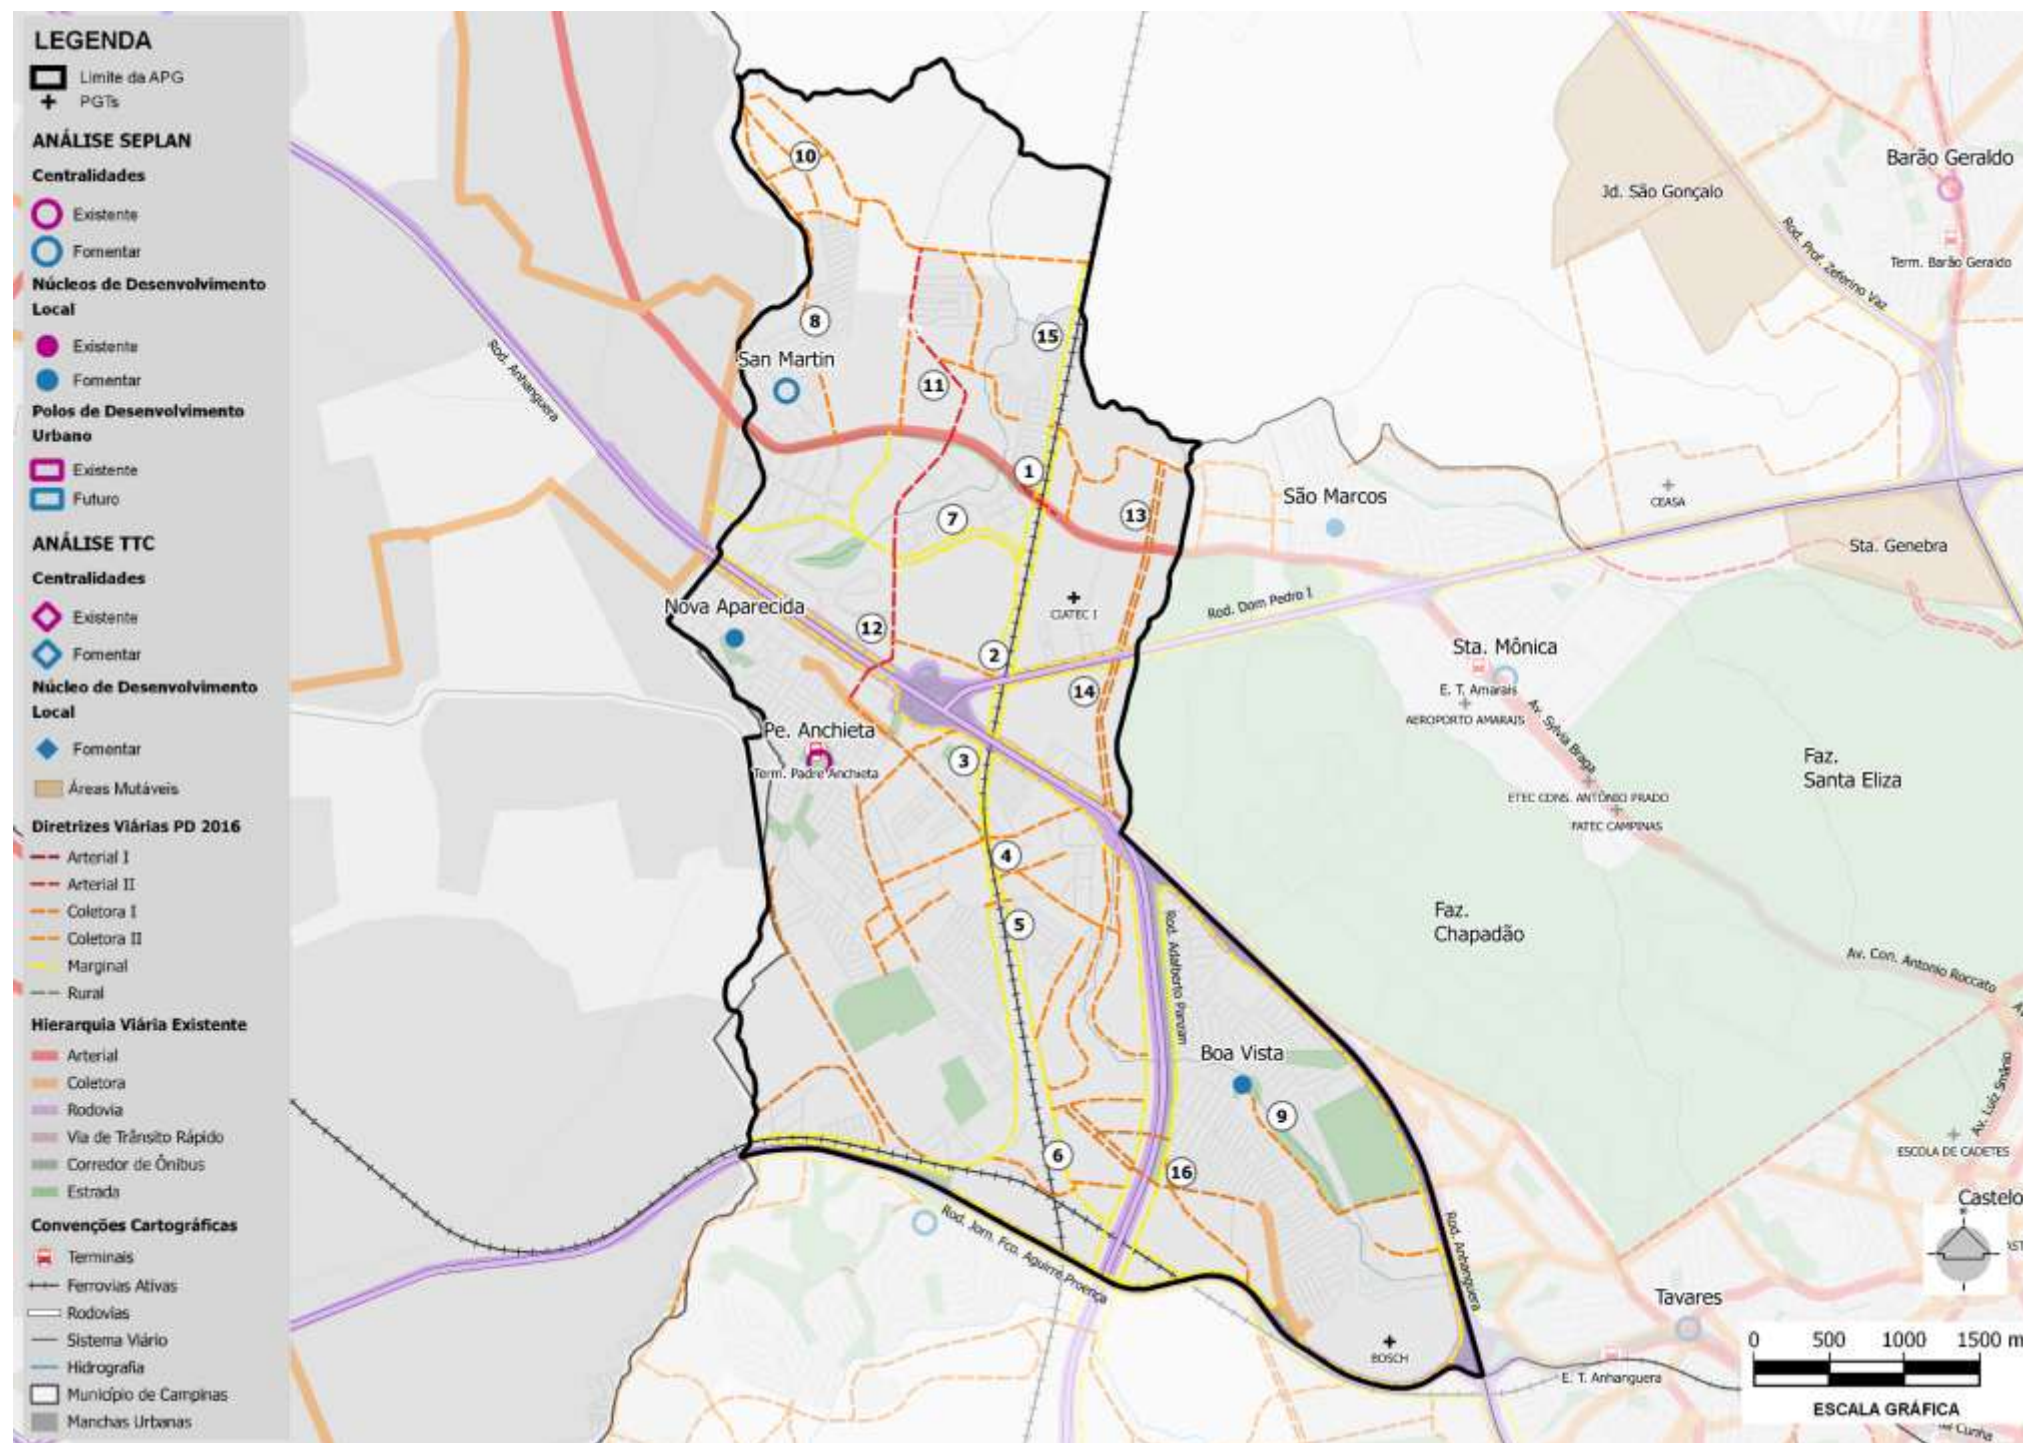 LEGENDA
Limite da APG
PGTs
ANÁLISE SEPLAN
Centralidades
Existente
Fomentar
Núcleos de Desenvolvimento
Local
Existente
Fomentar
Polos de Desenvolvimento
Urbano
Existente
Futuro
ANÁLISE TTC
Centralidades
Existente
Fomentar
Núcleo de Desenvolvimento
Local
Fomentar
Áreas Mutáveis
Diretrizes Viárias PD 2016
Arterial I
Arterial II
Coletora I
Coletora II
Marginal
Rural
Hierarquia Viária Existente
Arterial
Coletora
Rodovia
Via de Trânsito Rápido
Corredor de Ônibus
Estrada
Convenções Cartográficas
Terminais
Ferrovias Ativas
Rodovias
Sistema Viário
Hidrografia
Município de Campinas
Manchas Urbanas
10
Barão Geraldo
Jd. São Gonçalo
Rod. Prof. Zeferino Vaz
Term. Barão Geraldo
8
15
Rod. Anhanguera
San Martin
11
1
São Marcos
CEASA
7
13
Sta. Genebra
Nova Aparecida
CIATEC I
Rod. Dom Pedro I
12
2
Sta. Mônica
14
E. T. Amarais
AEROPORTO AMARAIS
Av. Sylvia Braga
Pe. Anchieta
Term. Padre Anchieta
3
Faz.
Santa Eliza
ETEC CONS. ANTÔNIO PRADO
FATEC CAMPINAS
4
5
Rod. Adalberto Panzan
Faz.
Chapadão
Av. Con. Antonio Roccato
Av. Luiz Smânio
Boa Vista
9
6
16
ESCOLA DE CADETES
Castelo
Rod. Jorn. Fco. Aguirre Proença
Rod. Anhanguera
Tavares
BOSCH
E. T. Anhanguera
0 500 1000 1500 m
ESCALA GRÁFICA
Cunha